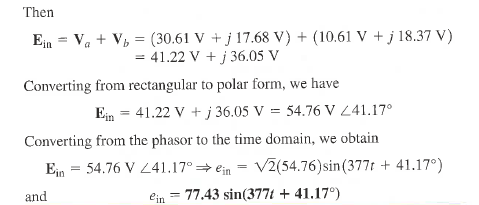 Then
E_in = V_a + V_b = (30.61 V + j 17.68 V) + (10.61 V + j 18.37 V)
= 41.22 V + j 36.05 V
Converting from rectangular to polar form, we have
E_in = 41.22 V + j 36.05 V = 54.76 V ∠41.17°
Converting from the phasor to the time domain, we obtain
E_in = 54.76 V ∠41.17° ⇒ e_in = √2(54.76)sin(377t + 41.17°)
and e_in = 77.43 sin(377t + 41.17°)